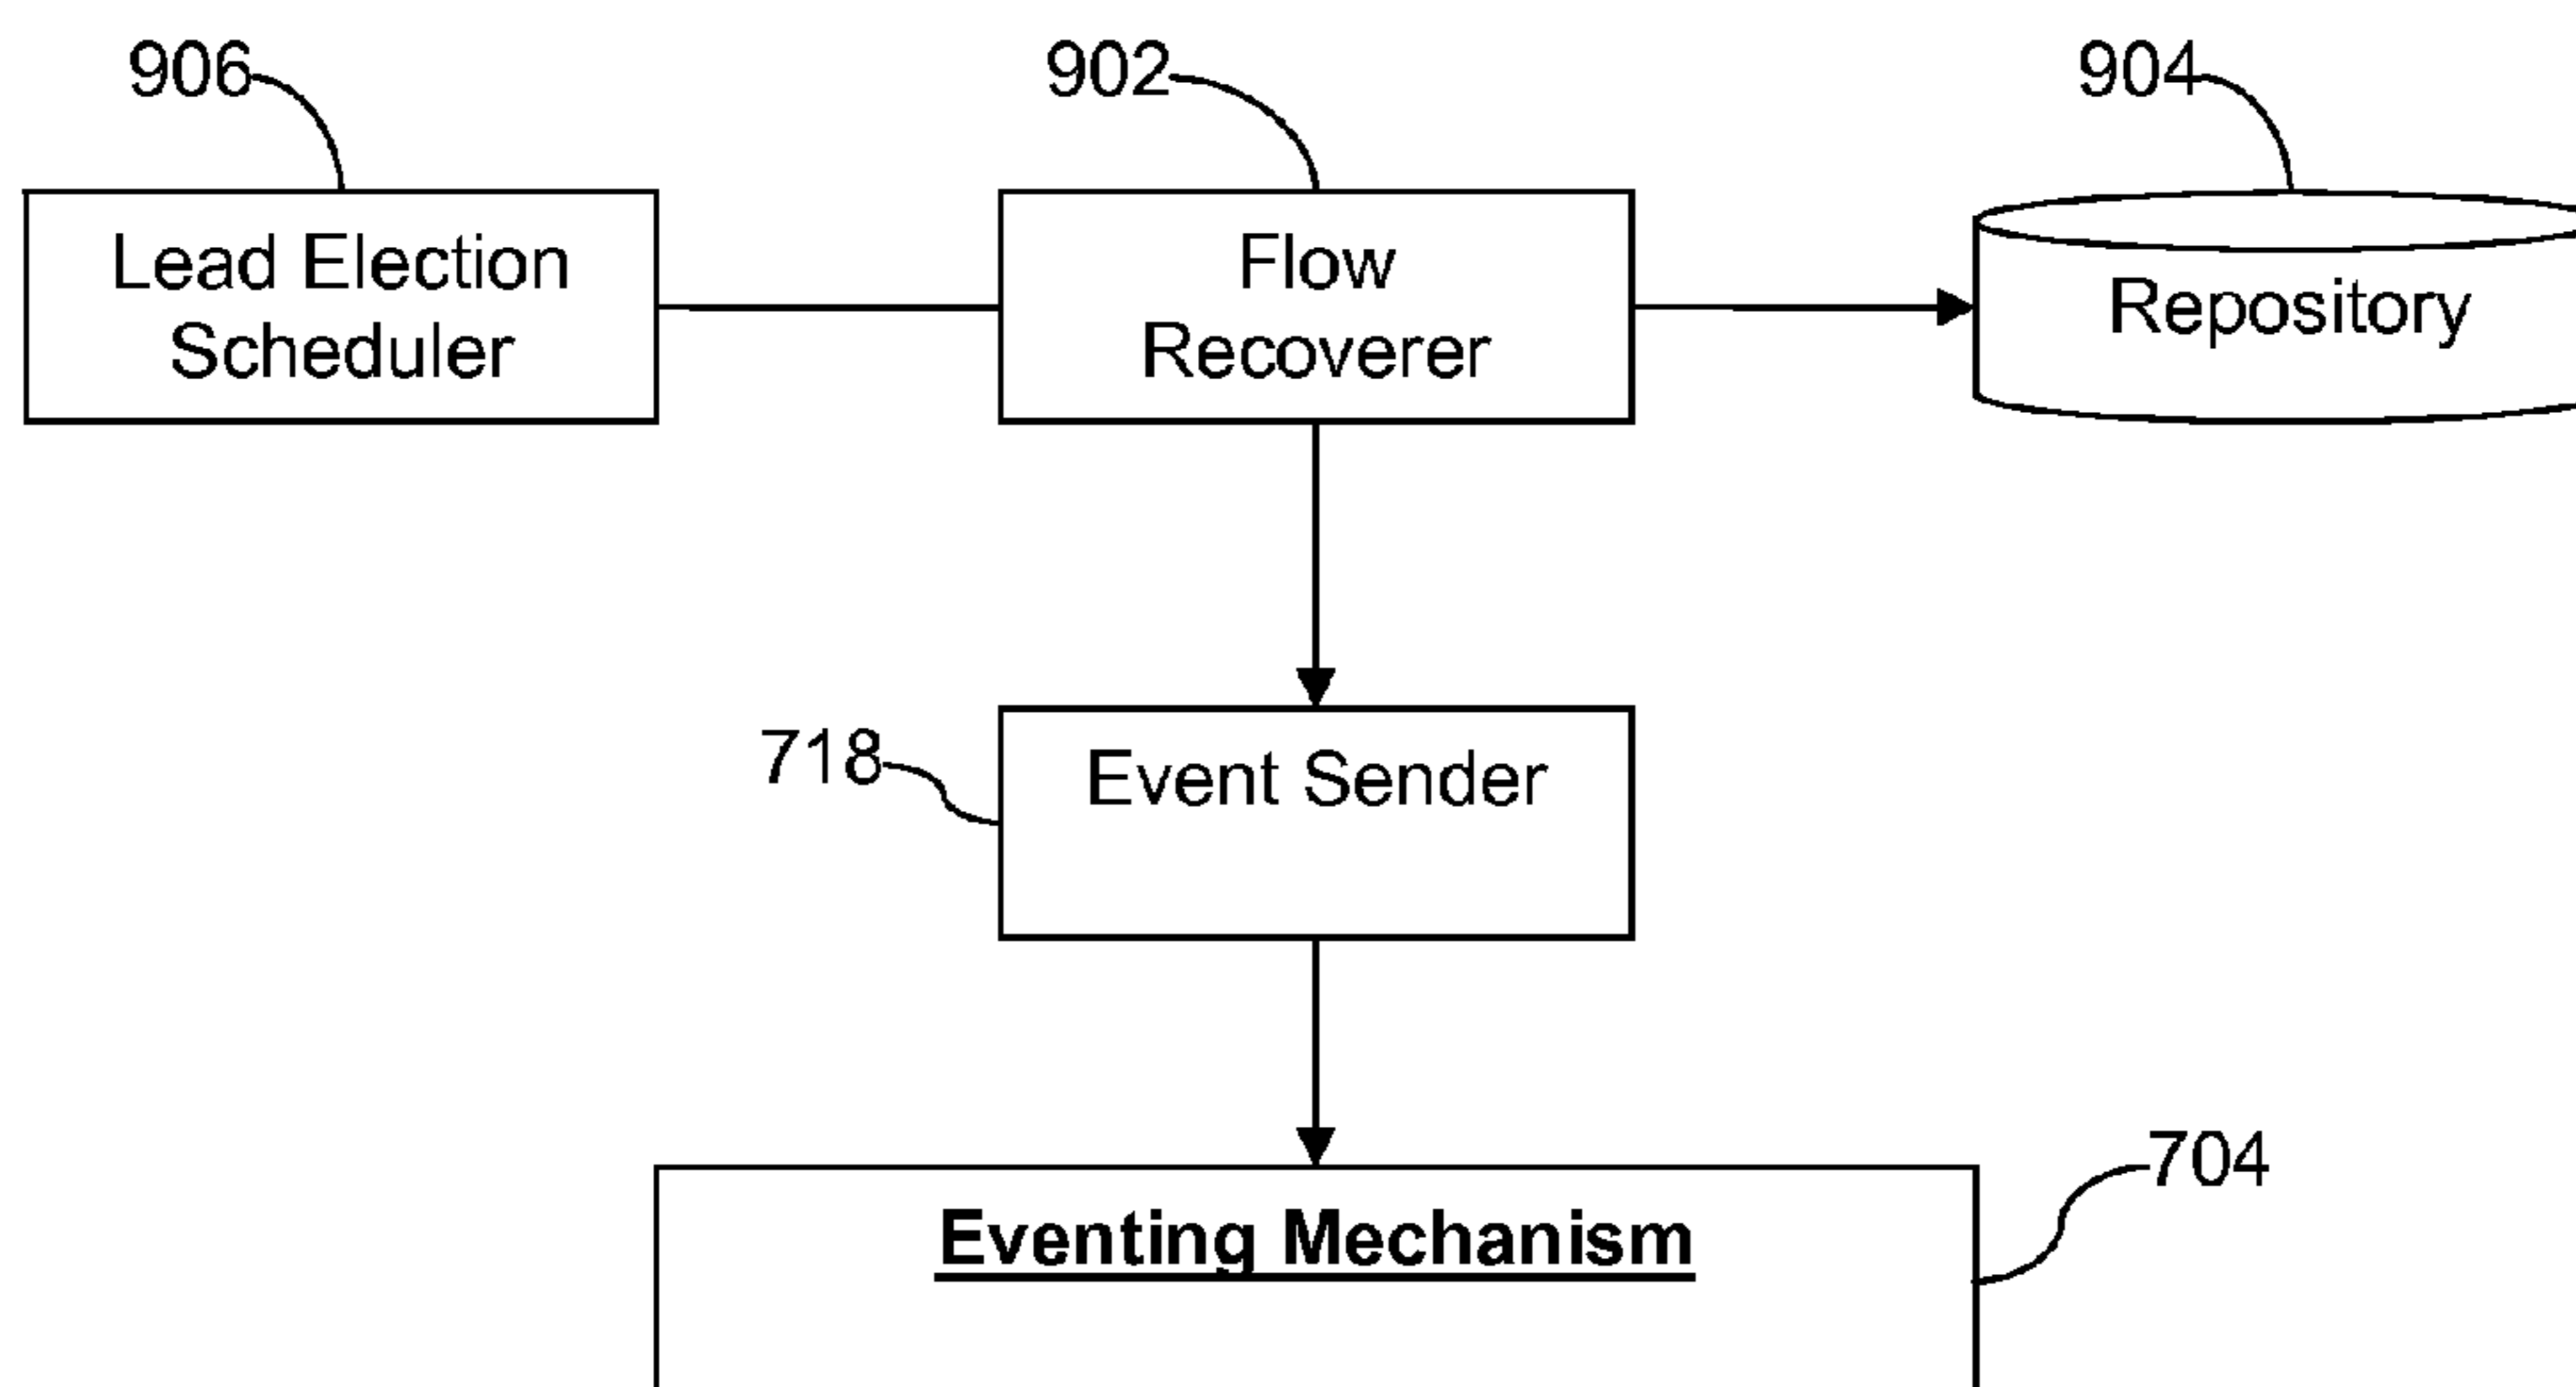 906
902
904
Lead Election
Scheduler
Flow
Recoverer
Repository
718
Event Sender
704
Eventing Mechanism